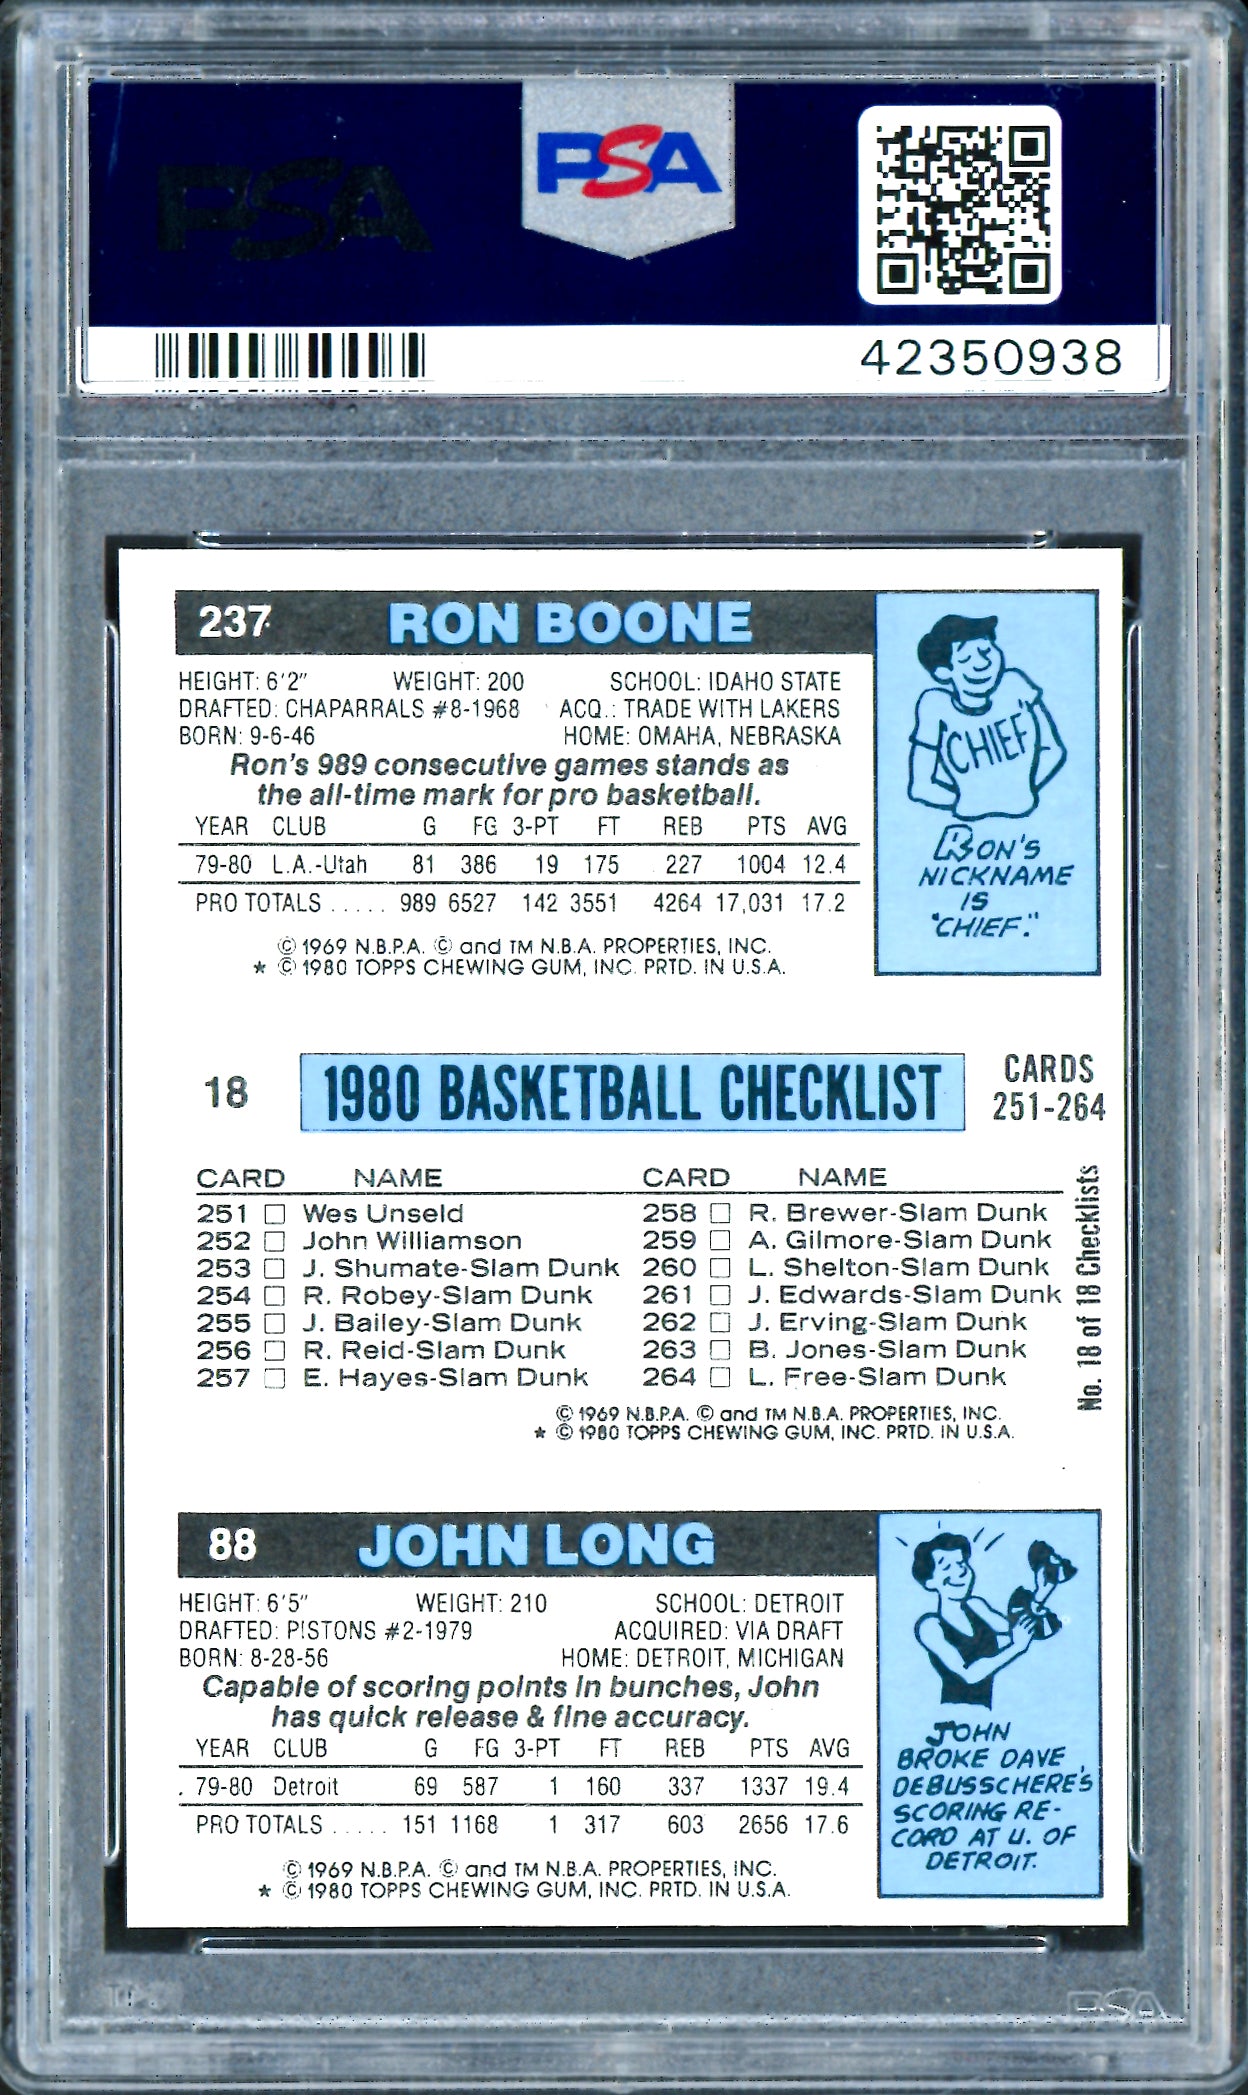 PSA
PSA
42350938
237 RON BOONE
HEIGHT: 6'2" WEIGHT: 200 SCHOOL: IDAHO STATE
DRAFTED: CHAPARRALS #8-1968 ACQ.: TRADE WITH LAKERS
BORN: 9-6-46 HOME: OMAHA, NEBRASKA
Ron's 989 consecutive games stands as
the all-time mark for pro basketball.
YEAR CLUB G FG 3-PT FT REB PTS AVG
79-80 L.A.-Utah 81 386 19 175 227 1004 12.4
PRO TOTALS ..... 989 6527 142 3551 4264 17,031 17.2
© 1969 N.B.P.A. © and TM N.B.A. PROPERTIES, INC.
* © 1980 TOPPS CHEWING GUM, INC. PRTD. IN U.S.A.
CHIEF
RON'S
NICKNAME
IS
"CHIEF."
18 1980 BASKETBALL CHECKLIST CARDS
251-264
CARD NAME CARD NAME
251 Wes Unseld 258 R. Brewer-Slam Dunk
252 John Williamson 259 A. Gilmore-Slam Dunk
253 J. Shumate-Slam Dunk 260 L. Shelton-Slam Dunk
254 R. Robey-Slam Dunk 261 J. Edwards-Slam Dunk
255 J. Bailey-Slam Dunk 262 J. Erving-Slam Dunk
256 R. Reid-Slam Dunk 263 B. Jones-Slam Dunk
257 E. Hayes-Slam Dunk 264 L. Free-Slam Dunk
No. 18 of 18 Checklists
© 1969 N.B.P.A. © and TM N.B.A. PROPERTIES, INC.
* © 1980 TOPPS CHEWING GUM, INC. PRTD. IN U.S.A.
88 JOHN LONG
HEIGHT: 6'5" WEIGHT: 210 SCHOOL: DETROIT
DRAFTED: PISTONS #2-1979 ACQUIRED: VIA DRAFT
BORN: 8-28-56 HOME: DETROIT, MICHIGAN
Capable of scoring points in bunches, John
has quick release & fine accuracy.
YEAR CLUB G FG 3-PT FT REB PTS AVG
79-80 Detroit 69 587 1 160 337 1337 19.4
PRO TOTALS ..... 151 1168 1 317 603 2656 17.6
© 1969 N.B.P.A. © and TM N.B.A. PROPERTIES, INC.
* © 1980 TOPPS CHEWING GUM, INC. PRTD. IN U.S.A.
JOHN
BROKE DAVE
DEBUSSCHERE'S
SCORING RE-
CORD AT U. OF
DETROIT.
PSA